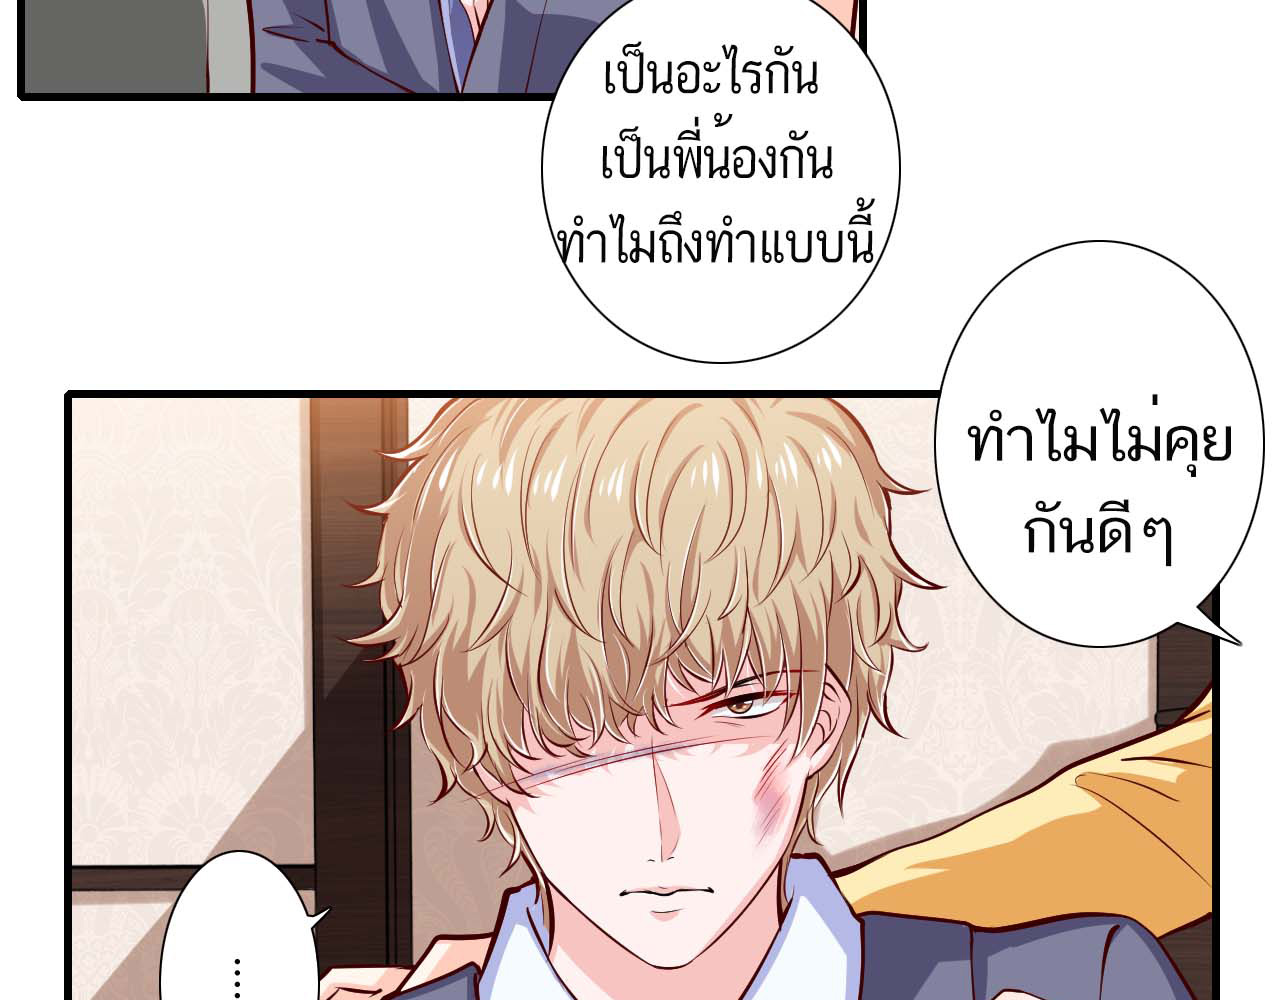 เป็นอะไรกัน
เป็นพี่น้องกัน
ทำไมถึงทำแบบนี้
ทำไมไม่คุย
กันดีๆ
...